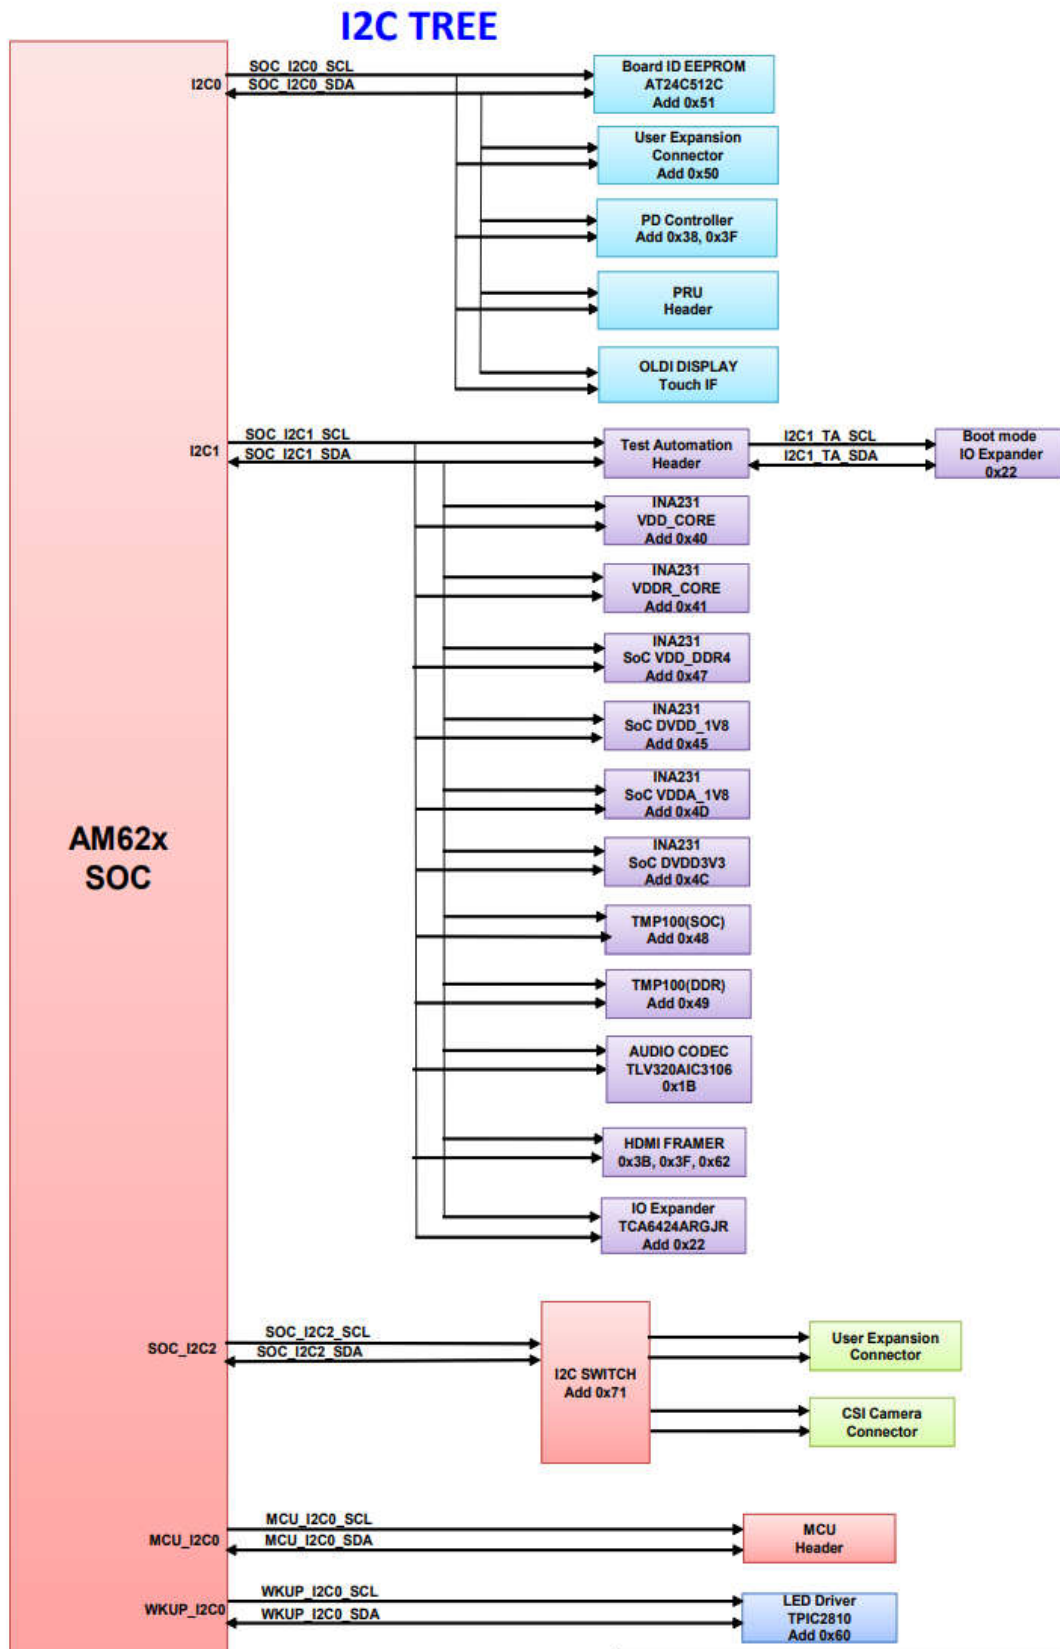 I2C TREE
I2C0
SOC_I2C0_SCL
SOC_I2C0_SDA
Board ID EEPROM
AT24C512C
Add 0x51
User Expansion
Connector
Add 0x50
PD Controller
Add 0x38, 0x3F
PRU
Header
OLDI DISPLAY
Touch IF
I2C1
SOC_I2C1_SCL
SOC_I2C1_SDA
Test Automation
Header
I2C1_TA_SCL
I2C1_TA_SDA
Boot mode
IO Expander
0x22
INA231
VDD_CORE
Add 0x40
INA231
VDDR_CORE
Add 0x41
INA231
SoC VDD_DDR4
Add 0x47
INA231
SoC DVDD_1V8
Add 0x45
INA231
SoC VDDA_1V8
Add 0x4D
INA231
SoC DVDD3V3
Add 0x4C
TMP100(SOC)
Add 0x48
TMP100(DDR)
Add 0x49
AUDIO CODEC
TLV320AIC3106
0x1B
HDMI FRAMER
0x3B, 0x3F, 0x62
IO Expander
TCA6424ARGJR
Add 0x22
AM62x
SOC
SOC_I2C2
SOC_I2C2_SCL
SOC_I2C2_SDA
I2C SWITCH
Add 0x71
User Expansion
Connector
CSI Camera
Connector
MCU_I2C0
MCU_I2C0_SCL
MCU_I2C0_SDA
MCU
Header
WKUP_I2C0
WKUP_I2C0_SCL
WKUP_I2C0_SDA
LED Driver
TPIC2810
Add 0x60